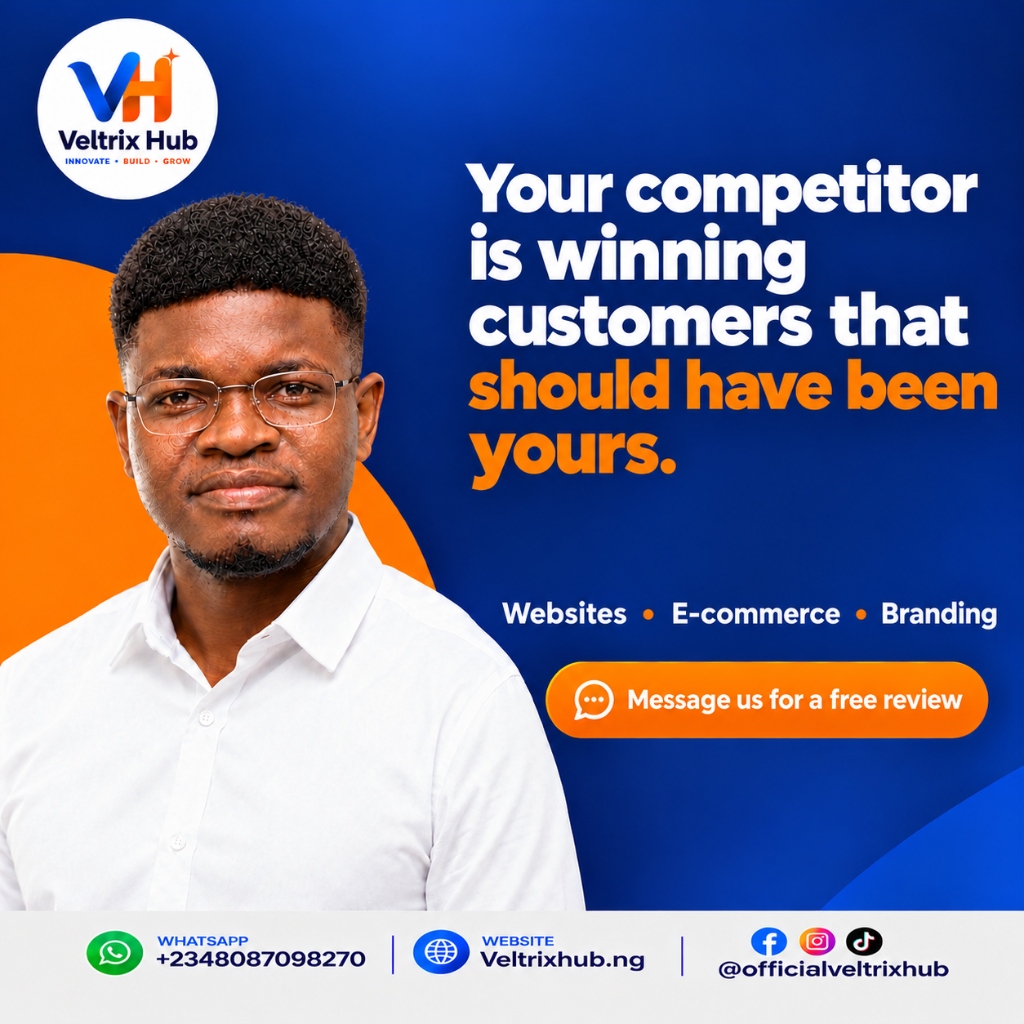 VH
Veltrix Hub
INNOVATE • BUILD • GROW
Your competitor
is winning
customers that
should have been
yours.
Websites • E-commerce • Branding
Message us for a free review
WHATSAPP
+2348087098270
WEBSITE
Veltrixhub.ng
@officialveltrixhub